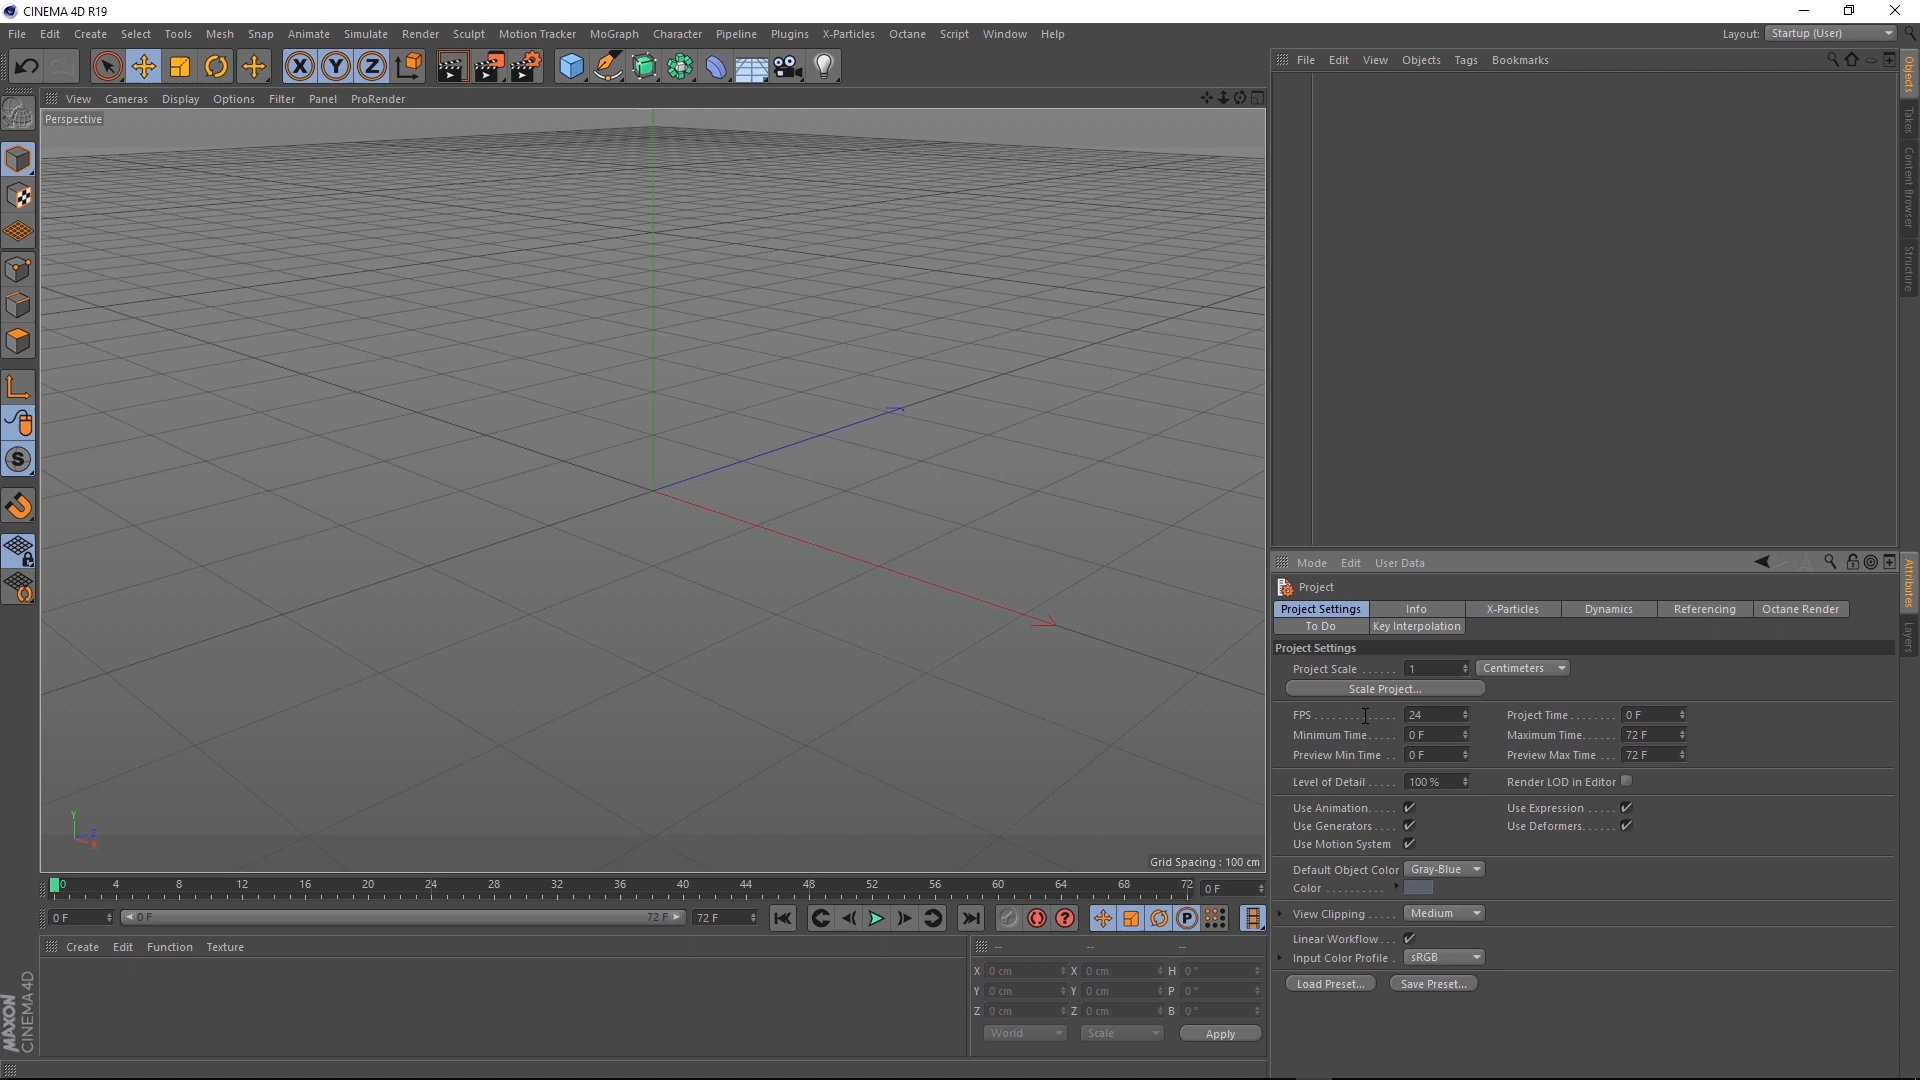 CINEMA 4D R19
File Edit Create Select Tools Mesh Snap Animate Simulate Render Sculpt Motion Tracker MoGraph Character Pipeline Plugins X-Particles Octane Script Window Help Layout: Startup (User)
X Y Z
File Edit View Objects Tags Bookmarks
View Cameras Display Options Filter Panel ProRender
Perspective
Objects
Takes
Content Browser
Structure
S
Y
Z
X
Grid Spacing : 100 cm
Mode Edit User Data
Attributes
Layers
Project
Project Settings Info X-Particles Dynamics Referencing Octane Render
To Do Key Interpolation
Project Settings
Project Scale ...... 1 Centimeters
Scale Project...
FPS ............. 24 Project Time ........ 0 F
Minimum Time..... 0 F Maximum Time...... 72 F
Preview Min Time .. 0 F Preview Max Time ... 72 F
Level of Detail ..... 100 % Render LOD in Editor
Use Animation..... Use Expression .....
Use Generators .... Use Deformers......
Use Motion System
Default Object Color Gray-Blue
Color ..........
View Clipping ..... Medium
Linear Workflow...
Input Color Profile . sRGB
Load Preset... Save Preset...
0 4 8 12 16 20 24 28 32 36 40 44 48 52 56 60 64 68 72 0 F
0 F 0 F 72 F 72 F ? P
Create Edit Function Texture
-- -- --
X 0 cm X 0 cm H 0 °
Y 0 cm Y 0 cm P 0 °
Z 0 cm Z 0 cm B 0 °
World Scale Apply
MAXON
CINEMA 4D